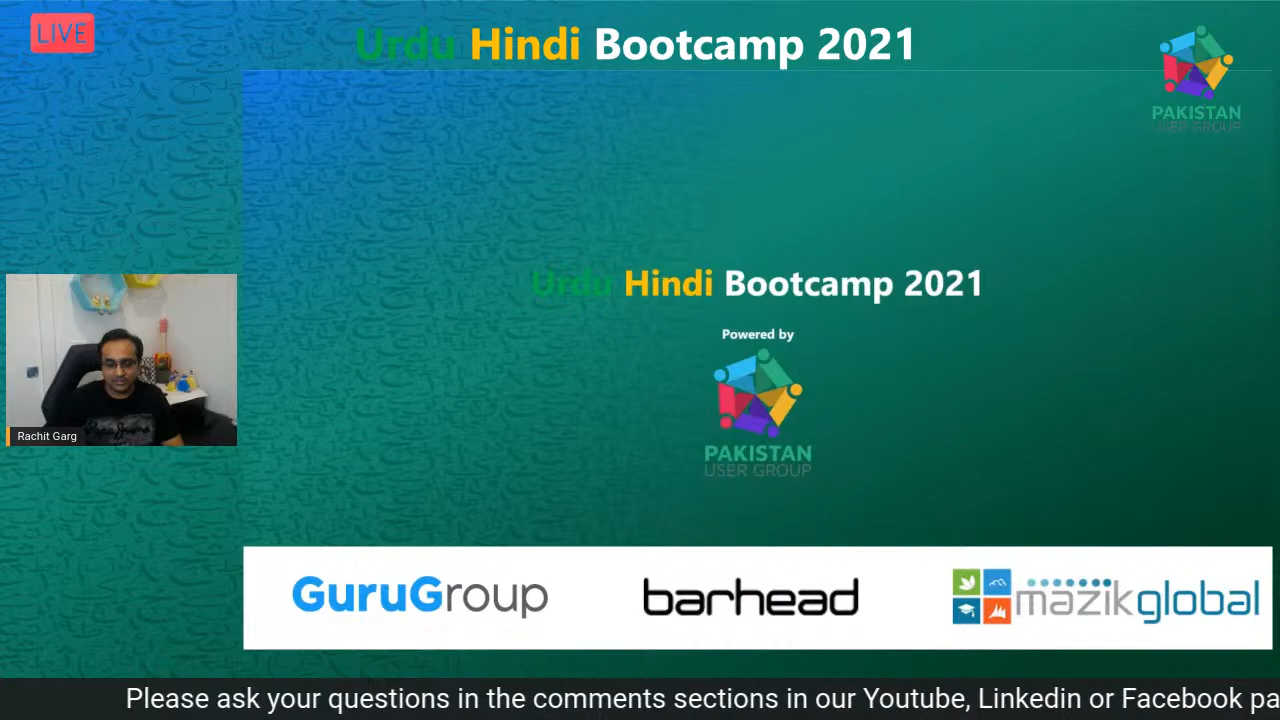 LIVE
Urdu Hindi Bootcamp 2021
PAKISTAN
USER GROUP
Urdu Hindi Bootcamp 2021
Powered by
PAKISTAN
USER GROUP
Rachit Garg
GuruGroup
barhead
mazikglobal
Please ask your questions in the comments sections in our Youtube, Linkedin or Facebook pa